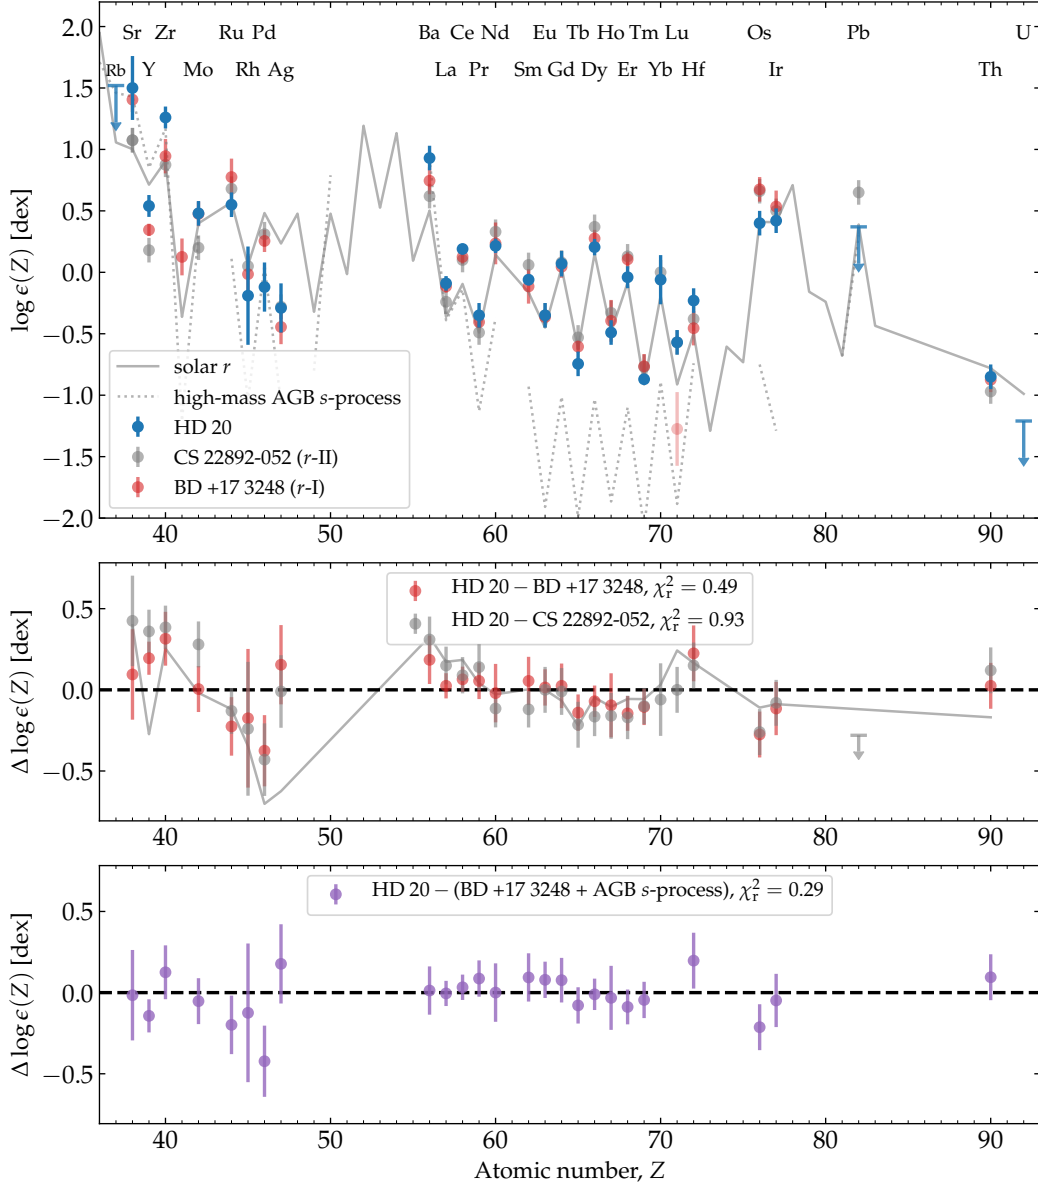 Sr Zr Ru Pd Ba Ce Nd Eu Tb Ho Tm Lu Os Pb U
Rb Y Mo Rh Ag La Pr Sm Gd Dy Er Yb Hf Ir Th
2.0
1.5
1.0
0.5
0.0
−0.5
−1.0
−1.5
−2.0
log ϵ(Z) [dex]
solar r
high-mass AGB s-process
HD 20
CS 22892-052 (r-II)
BD +17 3248 (r-I)
40 50 60 70 80 90
0.5
0.0
−0.5
Δ log ϵ(Z) [dex]
HD 20 − BD +17 3248, χ²ᵣ = 0.49
HD 20 − CS 22892-052, χ²ᵣ = 0.93
40 50 60 70 80 90
0.5
0.0
−0.5
Δ log ϵ(Z) [dex]
HD 20 − (BD +17 3248 + AGB s-process), χ²ᵣ = 0.29
40 50 60 70 80 90
Atomic number, Z